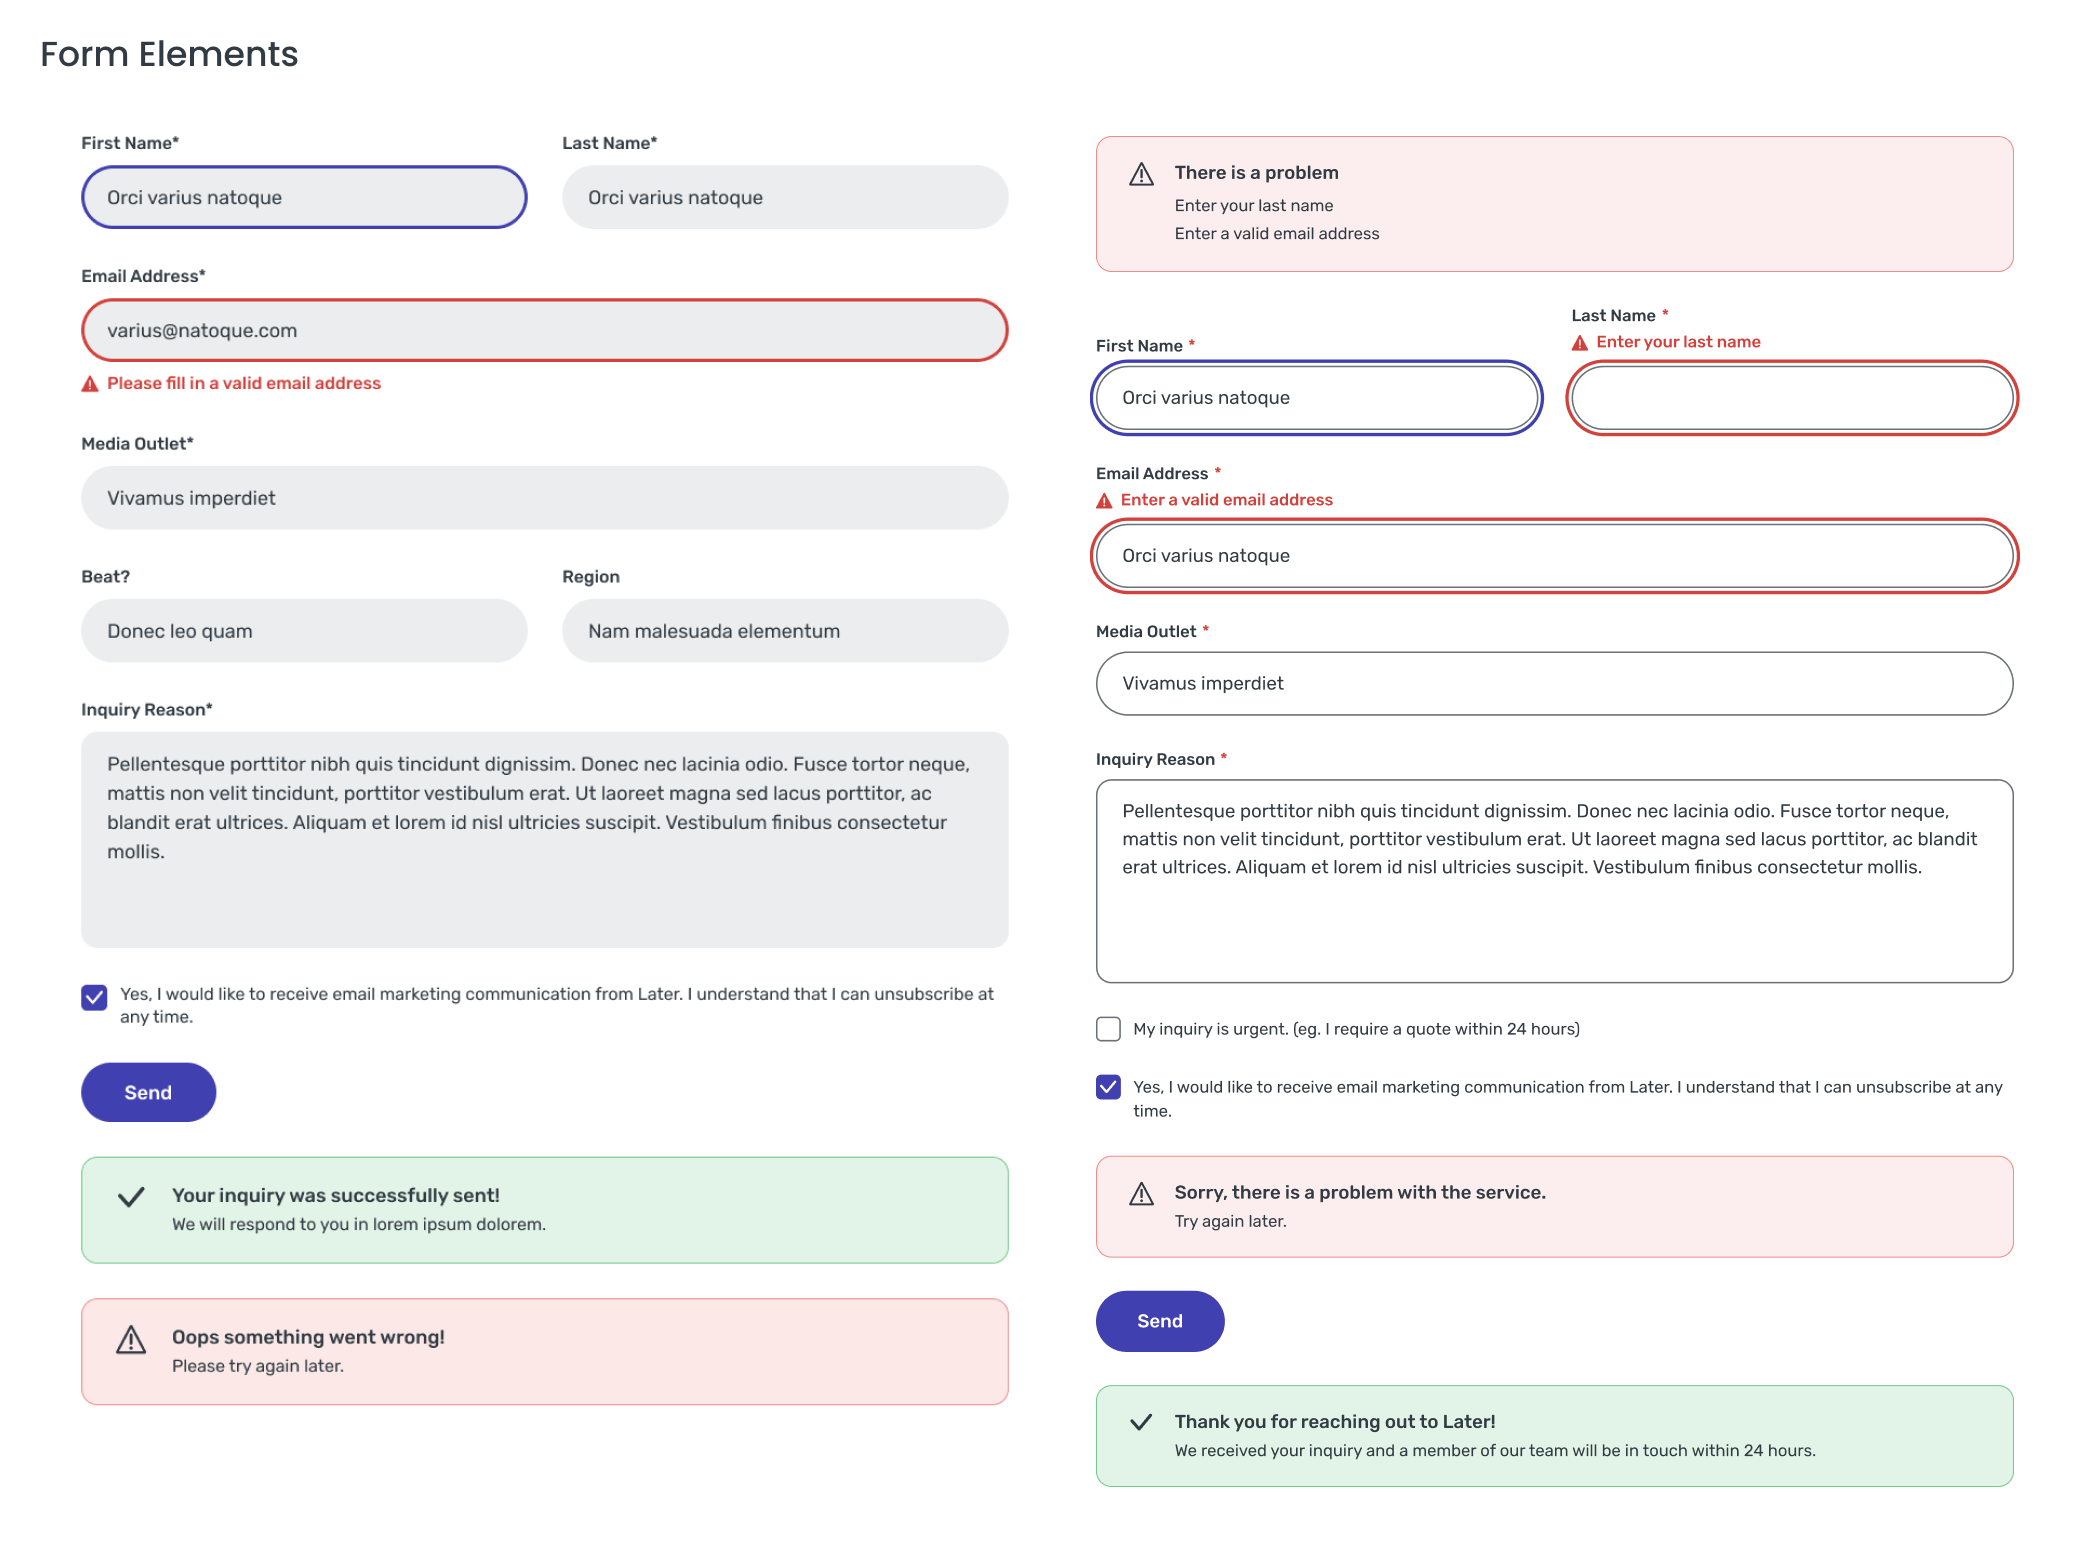 Form Elements
First Name*
Last Name*
Orci varius natoque
Orci varius natoque
Email Address*
varius@natoque.com
Please fill in a valid email address
Media Outlet*
Vivamus imperdiet
Beat?
Region
Donec leo quam
Nam malesuada elementum
Inquiry Reason*
Pellentesque porttitor nibh quis tincidunt dignissim. Donec nec lacinia odio. Fusce tortor neque,
mattis non velit tincidunt, porttitor vestibulum erat. Ut laoreet magna sed lacus porttitor, ac
blandit erat ultrices. Aliquam et lorem id nisl ultricies suscipit. Vestibulum finibus consectetur
mollis.
Yes, I would like to receive email marketing communication from Later. I understand that I can unsubscribe at
any time.
Send
Your inquiry was successfully sent!
We will respond to you in lorem ipsum dolorem.
Oops something went wrong!
Please try again later.
There is a problem
Enter your last name
Enter a valid email address
First Name *
Last Name *
Enter your last name
Orci varius natoque
Email Address *
Enter a valid email address
Orci varius natoque
Media Outlet *
Vivamus imperdiet
Inquiry Reason *
Pellentesque porttitor nibh quis tincidunt dignissim. Donec nec lacinia odio. Fusce tortor neque,
mattis non velit tincidunt, porttitor vestibulum erat. Ut laoreet magna sed lacus porttitor, ac blandit
erat ultrices. Aliquam et lorem id nisl ultricies suscipit. Vestibulum finibus consectetur mollis.
My inquiry is urgent. (eg. I require a quote within 24 hours)
Yes, I would like to receive email marketing communication from Later. I understand that I can unsubscribe at any
time.
Sorry, there is a problem with the service.
Try again later.
Send
Thank you for reaching out to Later!
We received your inquiry and a member of our team will be in touch within 24 hours.